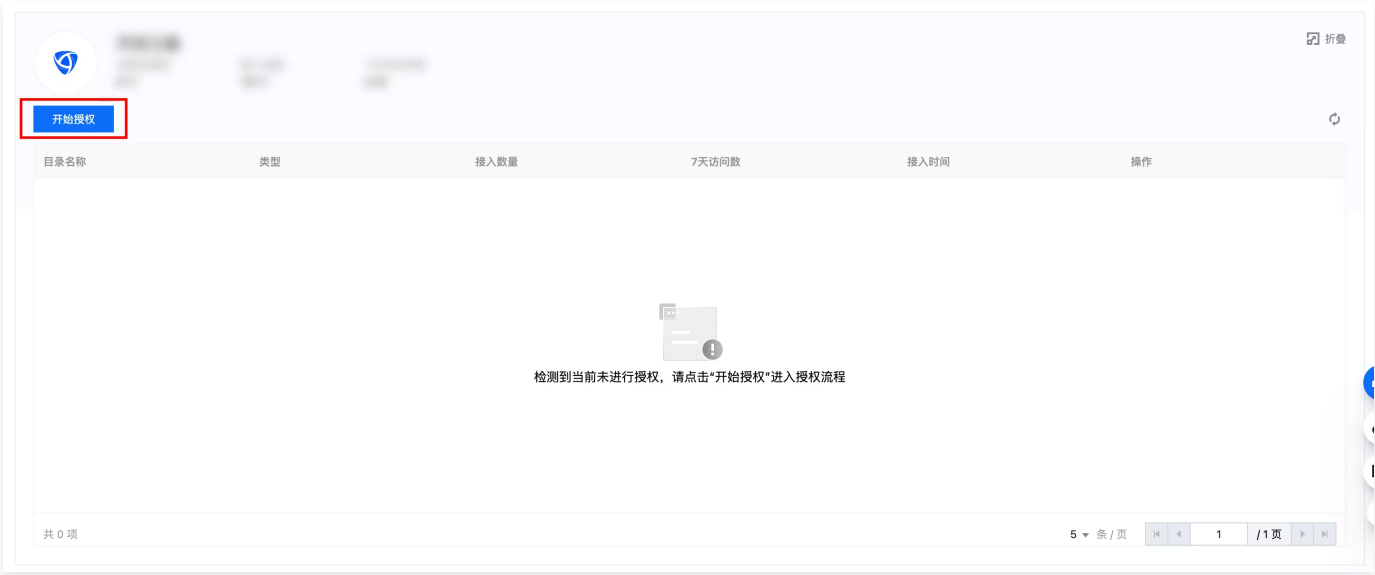 折叠
开始授权
目录名称 类型 接入数量 7天访问数 接入时间 操作
检测到当前未进行授权，请点击“开始授权”进入授权流程
共 0 项 5 条 / 页 1 / 1 页